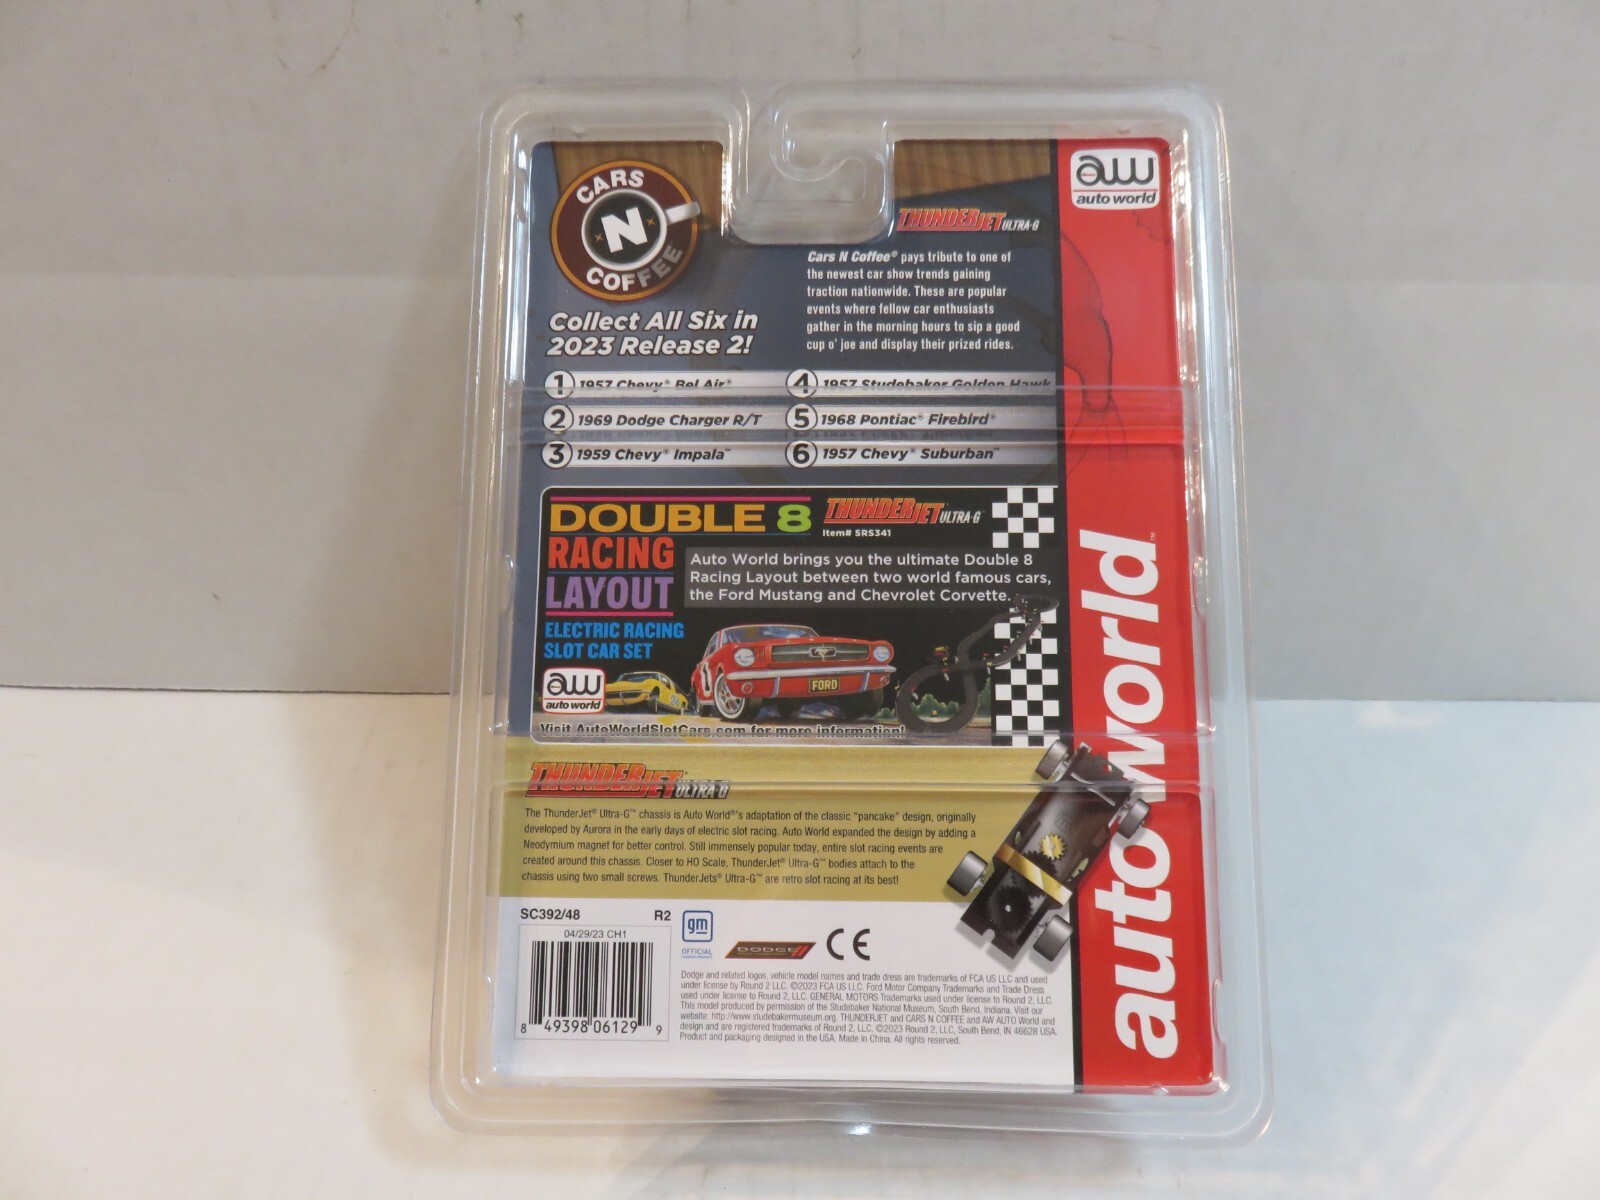 CARS
N
COFFEE
aw
auto world
THUNDERJET ULTRA-G
Cars N Coffee® pays tribute to one of
the newest car show trends gaining
traction nationwide. These are popular
events where fellow car enthusiasts
gather in the morning hours to sip a good
cup o' joe and display their prized rides.
Collect All Six in
2023 Release 2!
1 1957 Chevy® Bel Air®
2 1969 Dodge Charger R/T
3 1959 Chevy® Impala™
4 1957 Studebaker Golden Hawk
5 1968 Pontiac® Firebird®
6 1957 Chevy® Suburban™
DOUBLE 8
RACING
LAYOUT
ELECTRIC RACING
SLOT CAR SET
THUNDERJET ULTRA-G™
Item# SRS341
Auto World brings you the ultimate Double 8
Racing Layout between two world famous cars,
the Ford Mustang and Chevrolet Corvette.
1
FORD
aw
auto world
Visit AutoWorldSlotCars.com for more information!
THUNDERJET ULTRA-G
The ThunderJet® Ultra-G™ chassis is Auto World®'s adaptation of the classic "pancake" design, originally
developed by Aurora in the early days of electric slot racing. Auto World expanded the design by adding a
Neodymium magnet for better control. Still immensely popular today, entire slot racing events are
created around this chassis. Closer to HO Scale, ThunderJet® Ultra-G™ bodies attach to the
chassis using two small screws. ThunderJets® Ultra-G™ are retro slot racing at its best!
SC392/48 R2
04/29/23 CH1
8 49398 06129 9
gm
OFFICIAL
DODGE
CE
Dodge and related logos, vehicle model names and trade dress are trademarks of FCA US LLC and used
under license by Round 2 LLC. ©2023 FCA US LLC. Ford Motor Company Trademarks and Trade Dress
used under license to Round 2, LLC. GENERAL MOTORS Trademarks used under license to Round 2, LLC.
This model produced by permission of the Studebaker National Museum, South Bend, Indiana. Visit our
website: http://www.studebakermuseum.org. THUNDERJET and CARS N COFFEE and AW AUTO World and
design and are registered trademarks of Round 2, LLC. ©2023 Round 2, LLC, South Bend, IN 46628 USA.
Product and packaging designed in the USA. Made in China. All rights reserved.
auto world™